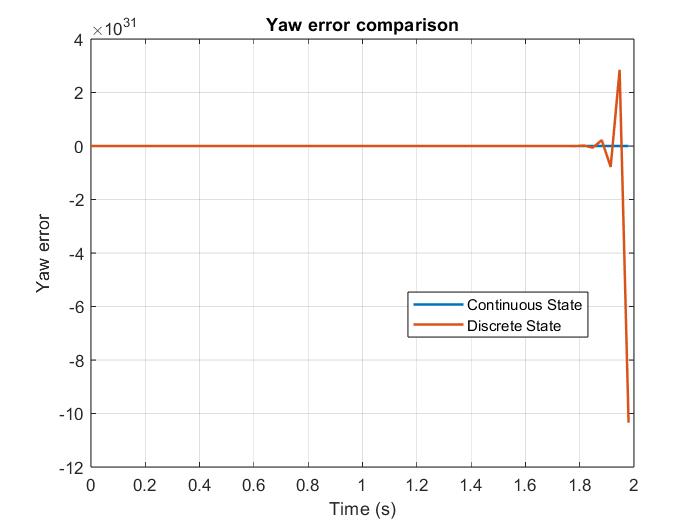 Yaw error comparison
×10^31
4
2
0
-2
-4
-6
-8
-10
-12
Yaw error
Continuous State
Discrete State
0 0.2 0.4 0.6 0.8 1 1.2 1.4 1.6 1.8 2
Time (s)